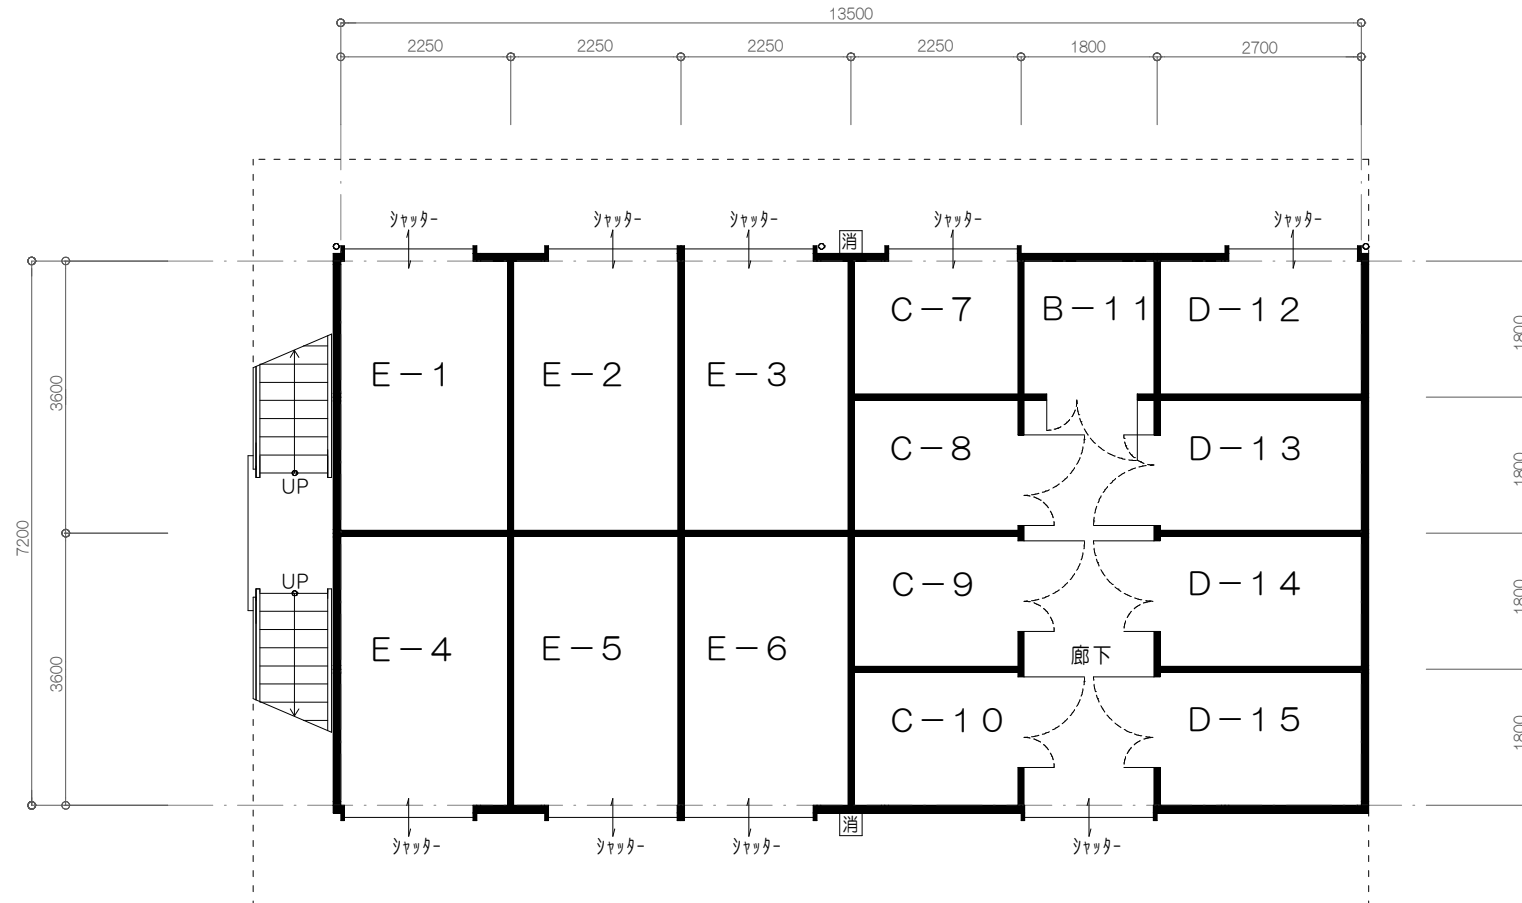 13500
2250
2250
2250
2250
1800
2700
ｼｬｯﾀｰ
ｼｬｯﾀｰ
ｼｬｯﾀｰ
ｼｬｯﾀｰ
ｼｬｯﾀｰ
消
C－7
B－11
D－12
1800
E－1
E－2
E－3
3600
C－8
D－13
1800
UP
7200
UP
C－9
D－14
1800
E－4
E－5
E－6
廊下
3600
C－10
D－15
1800
消
ｼｬｯﾀｰ
ｼｬｯﾀｰ
ｼｬｯﾀｰ
ｼｬｯﾀｰ